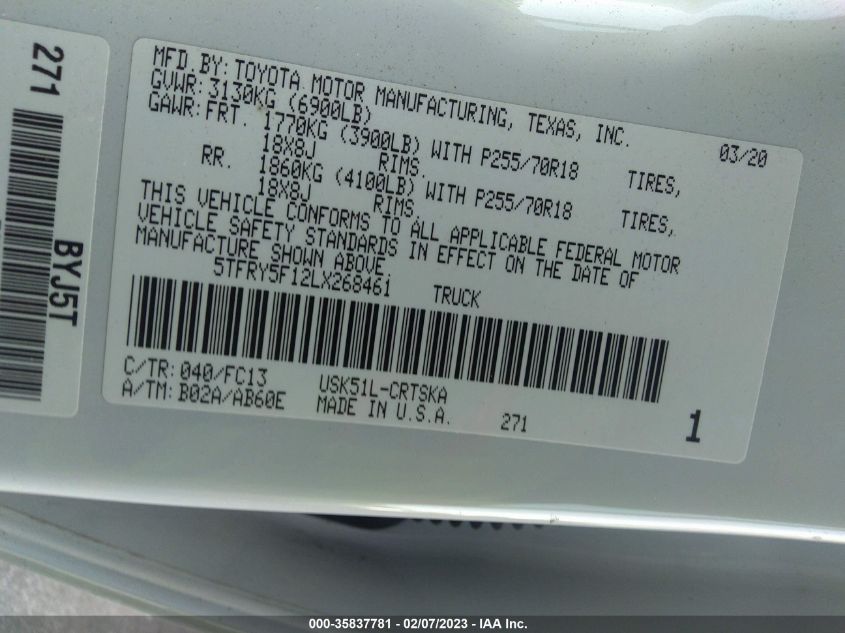 271
BYJ5T
MFD.BY:TOYOTA MOTOR MANUFACTURING, TEXAS, INC. 03/20
GVWR:3130KG (6900LB)
GAWR:FRT. 1770KG (3900LB) WITH P255/70R18 TIRES,
18X8J RIMS.
RR. 1860KG (4100LB) WITH P255/70R18 TIRES,
18X8J RIMS.
THIS VEHICLE CONFORMS TO ALL APPLICABLE FEDERAL MOTOR
VEHICLE SAFETY STANDARDS IN EFFECT ON THE DATE OF
MANUFACTURE SHOWN ABOVE.
5TFRY5F12LX268461 TRUCK
C/TR:040/FC13 USK51L-CRTSKA
A/TM:B02A/AB60E MADE IN U.S.A. 271 1
000-35837781 - 02/07/2023 - IAA Inc.